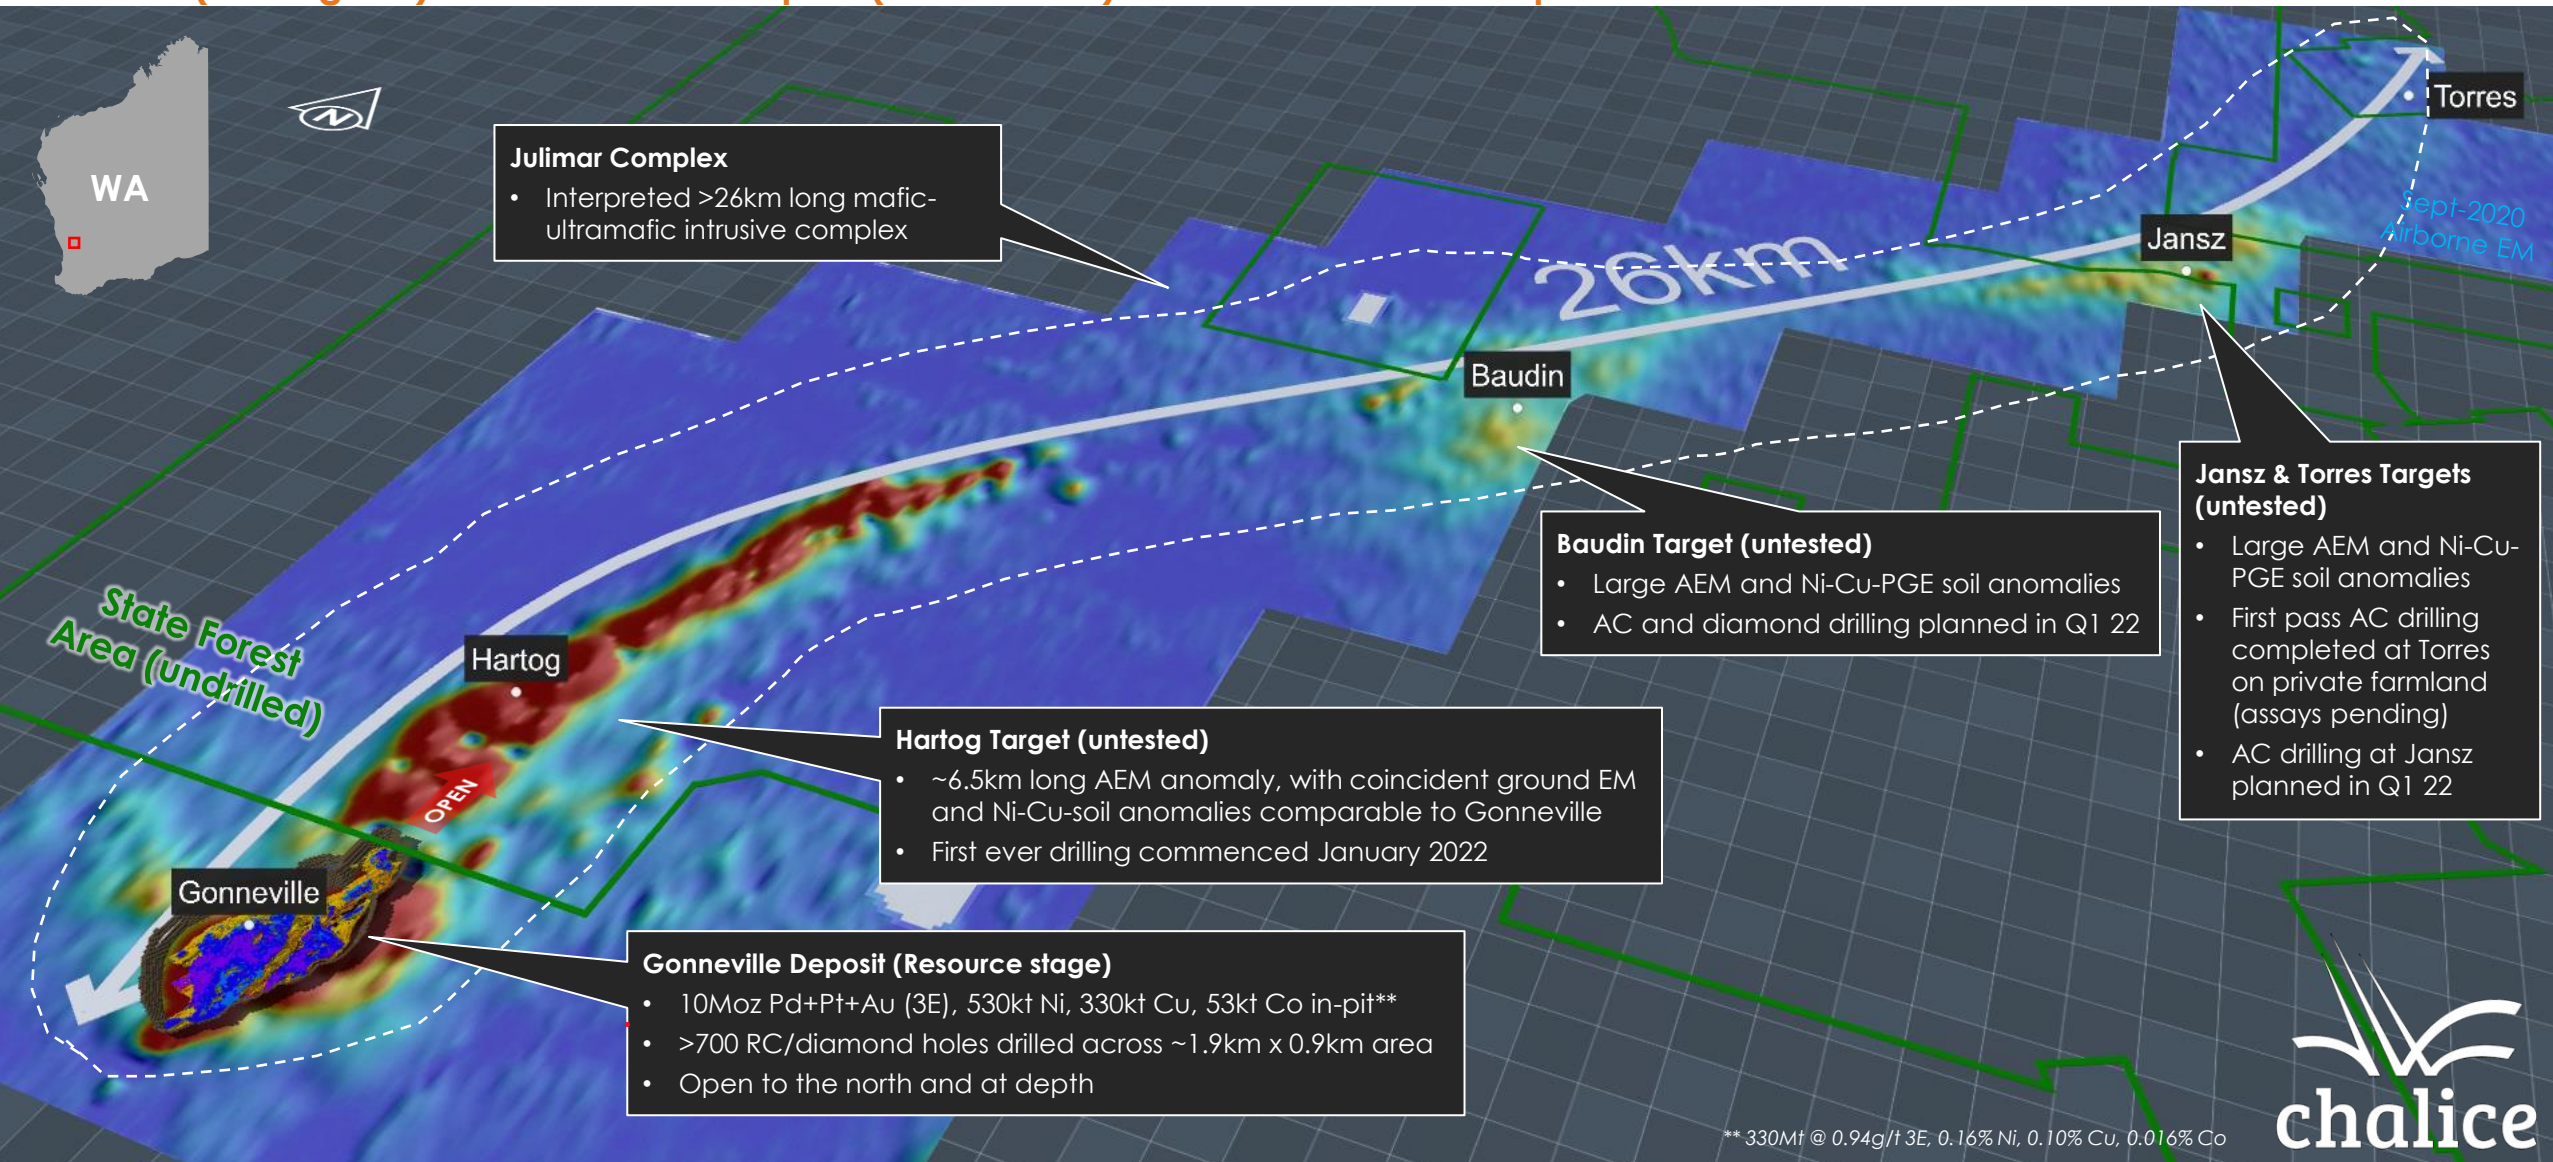 WA
N
Julimar Complex
• Interpreted >26km long mafic-
ultramafic intrusive complex
Torres
Sept-2020
Airborne EM
Jansz
26km
Baudin
Jansz & Torres Targets
(untested)
• Large AEM and Ni-Cu-
PGE soil anomalies
• First pass AC drilling
completed at Torres
on private farmland
(assays pending)
• AC drilling at Jansz
planned in Q1 22
Baudin Target (untested)
• Large AEM and Ni-Cu-PGE soil anomalies
• AC and diamond drilling planned in Q1 22
State Forest
Area (undrilled)
Hartog
Hartog Target (untested)
• ~6.5km long AEM anomaly, with coincident ground EM
and Ni-Cu-soil anomalies comparable to Gonneville
• First ever drilling commenced January 2022
OPEN
Gonneville
Gonneville Deposit (Resource stage)
• 10Moz Pd+Pt+Au (3E), 530kt Ni, 330kt Cu, 53kt Co in-pit**
• >700 RC/diamond holes drilled across ~1.9km x 0.9km area
• Open to the north and at depth
** 330Mt @ 0.94g/t 3E, 0.16% Ni, 0.10% Cu, 0.016% Co
chalice